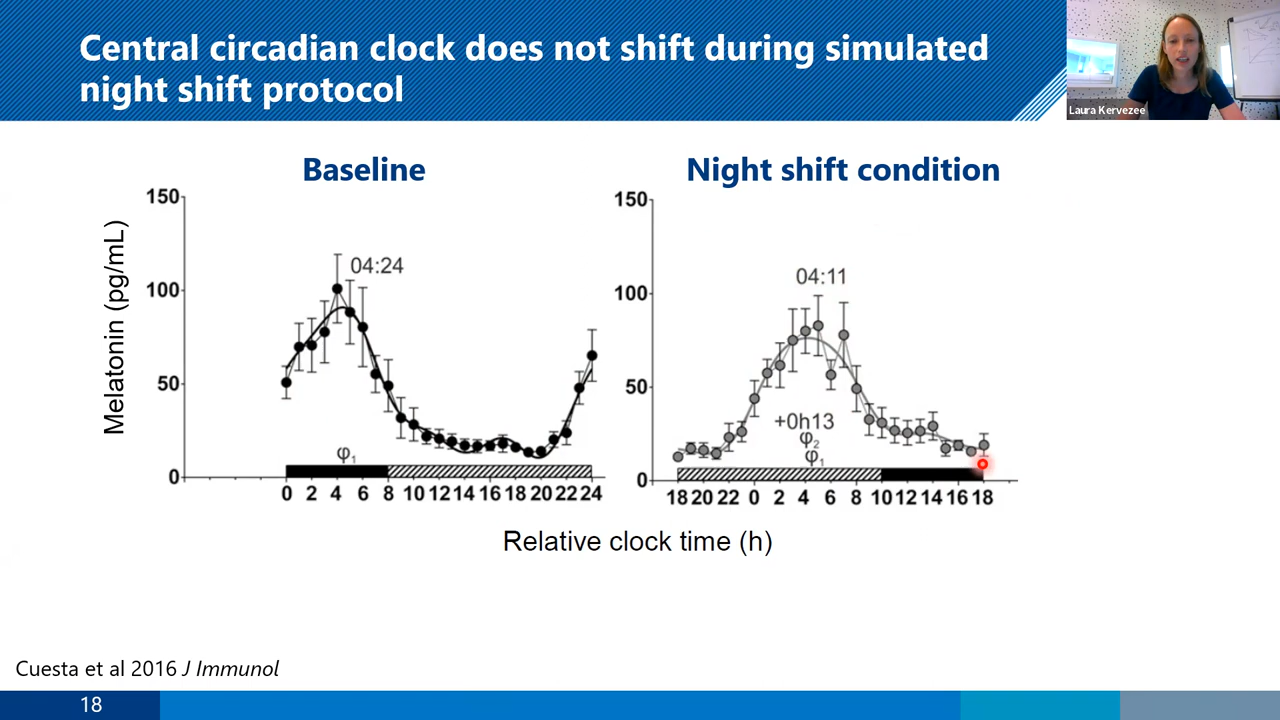 Central circadian clock does not shift during simulated
night shift protocol
Laura Kervezee
Baseline
Night shift condition
Melatonin (pg/mL)
150
100
50
0
04:24
φ1
0 2 4 6 8 10 12 14 16 18 20 22 24
150
100
50
0
04:11
+0h13
φ2
φ1
18 20 22 0 2 4 6 8 10 12 14 16 18
Relative clock time (h)
Cuesta et al 2016 J Immunol
18